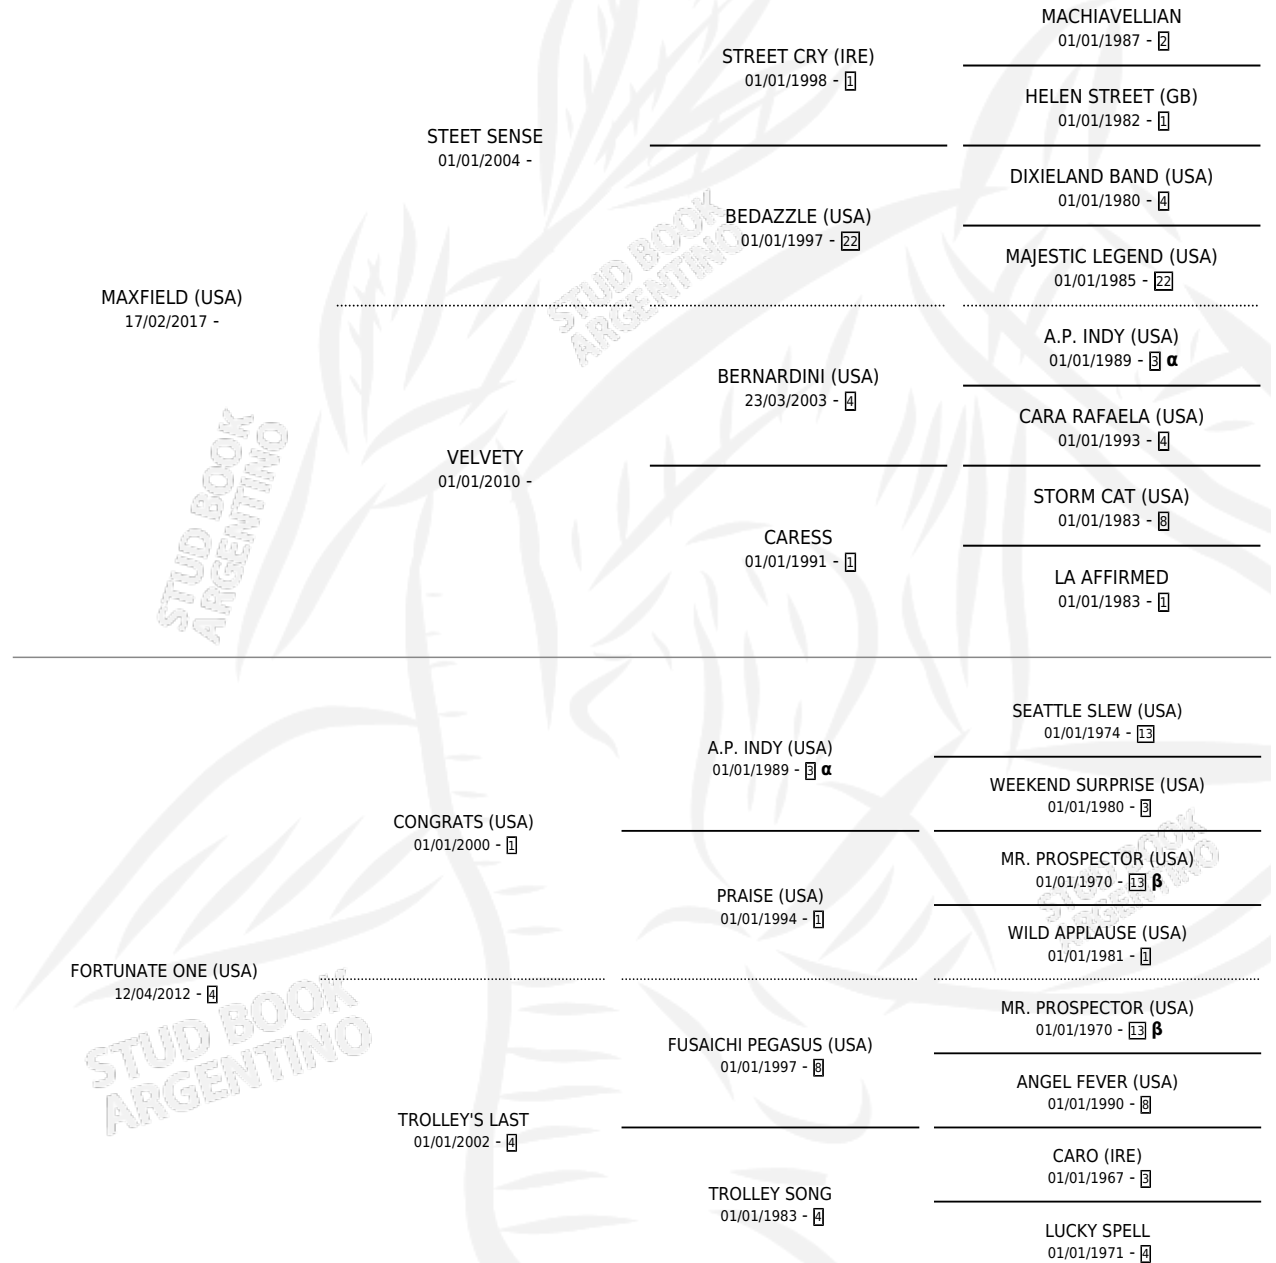 MACHIAVELLIAN
01/01/1987 - 2
STREET CRY (IRE)
01/01/1998 - 1
HELEN STREET (GB)
01/01/1982 - 1
STEET SENSE
01/01/2004 -
DIXIELAND BAND (USA)
01/01/1980 - 4
BEDAZZLE (USA)
01/01/1997 - 22
MAJESTIC LEGEND (USA)
01/01/1985 - 22
MAXFIELD (USA)
17/02/2017 -
A.P. INDY (USA)
01/01/1989 - 3 α
BERNARDINI (USA)
23/03/2003 - 4
CARA RAFAELA (USA)
01/01/1993 - 4
VELVETY
01/01/2010 -
STORM CAT (USA)
01/01/1983 - 8
CARESS
01/01/1991 - 1
LA AFFIRMED
01/01/1983 - 1
SEATTLE SLEW (USA)
01/01/1974 - 13
A.P. INDY (USA)
01/01/1989 - 3 α
WEEKEND SURPRISE (USA)
01/01/1980 - 3
CONGRATS (USA)
01/01/2000 - 1
MR. PROSPECTOR (USA)
01/01/1970 - 13 β
PRAISE (USA)
01/01/1994 - 1
WILD APPLAUSE (USA)
01/01/1981 - 1
FORTUNATE ONE (USA)
12/04/2012 - 4
MR. PROSPECTOR (USA)
01/01/1970 - 13 β
FUSAICHI PEGASUS (USA)
01/01/1997 - 8
ANGEL FEVER (USA)
01/01/1990 - 8
TROLLEY'S LAST
01/01/2002 - 4
CARO (IRE)
01/01/1967 - 3
TROLLEY SONG
01/01/1983 - 4
LUCKY SPELL
01/01/1971 - 4
STUD BOOK
ARGENTINO
STUD BOOK
ARGENTINO
STUD BOOK
ARGENTINO
STUD BOOK
ARGENTINO